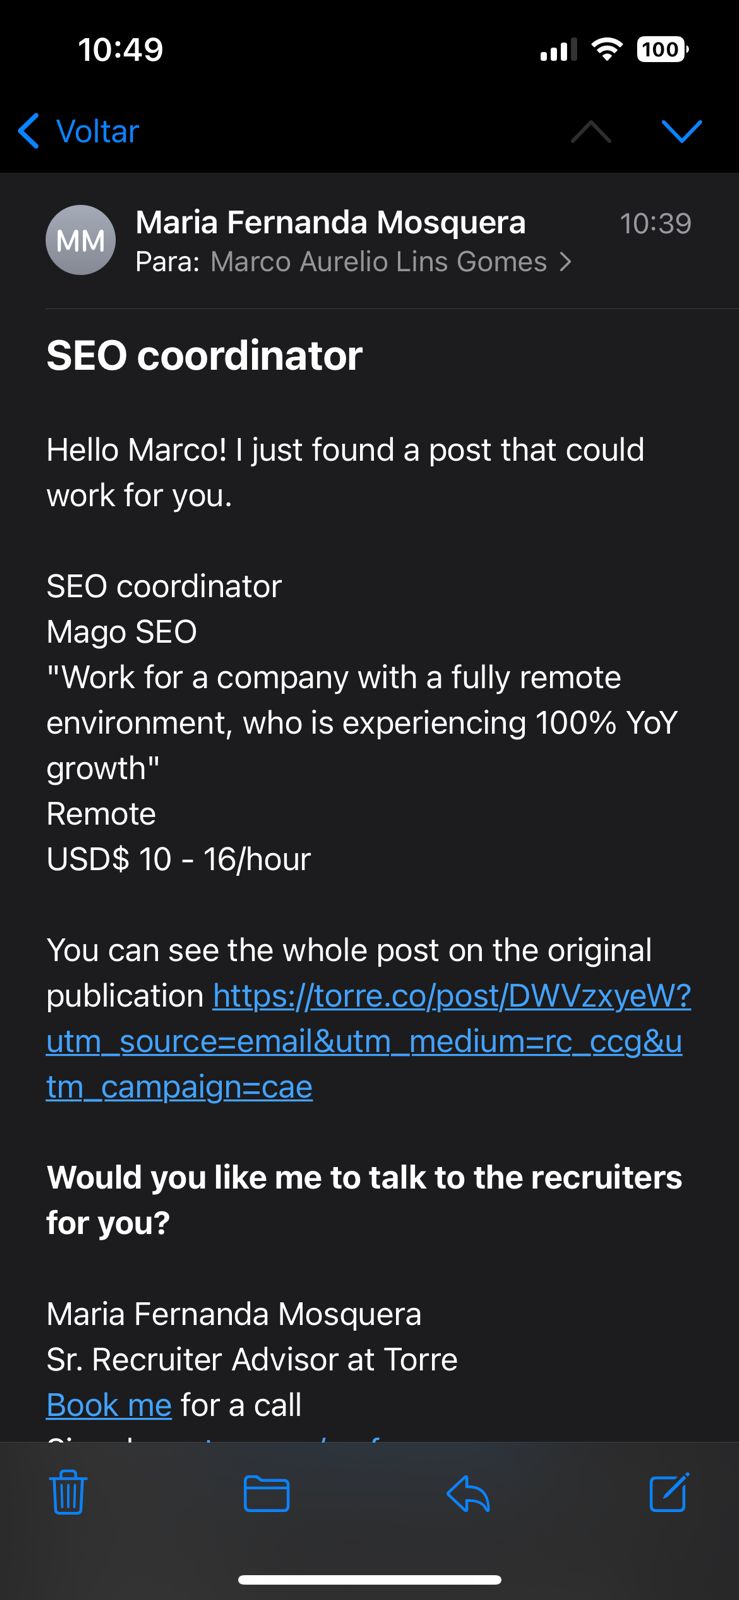 10:49
100
Voltar
MM
Maria Fernanda Mosquera
10:39
Para: Marco Aurelio Lins Gomes
SEO coordinator
Hello Marco! I just found a post that could
work for you.
SEO coordinator
Mago SEO
"Work for a company with a fully remote
environment, who is experiencing 100% YoY
growth"
Remote
USD$ 10 - 16/hour
You can see the whole post on the original
publication https://torre.co/post/DWVzxyeW?
utm_source=email&utm_medium=rc_ccg&u
tm_campaign=cae
Would you like me to talk to the recruiters
for you?
Maria Fernanda Mosquera
Sr. Recruiter Advisor at Torre
Book me for a call